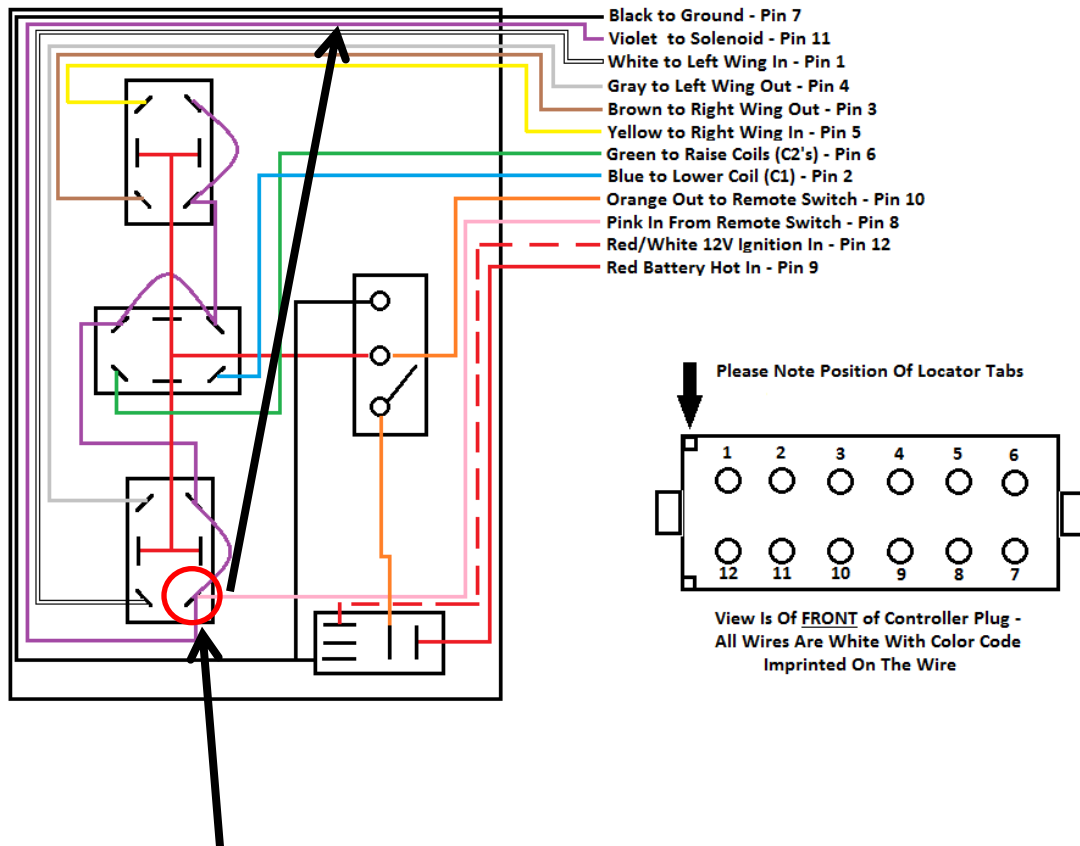 Black to Ground - Pin 7
Violet to Solenoid - Pin 11
White to Left Wing In - Pin 1
Gray to Left Wing Out - Pin 4
Brown to Right Wing Out - Pin 3
Yellow to Right Wing In - Pin 5
Green to Raise Coils (C2's) - Pin 6
Blue to Lower Coil (C1) - Pin 2
Orange Out to Remote Switch - Pin 10
Pink In From Remote Switch - Pin 8
Red/White 12V Ignition In - Pin 12
Red Battery Hot In - Pin 9
Please Note Position Of Locator Tabs
1 2 3 4 5 6
12 11 10 9 8 7
View Is Of FRONT of Controller Plug -
All Wires Are White With Color Code
Imprinted On The Wire